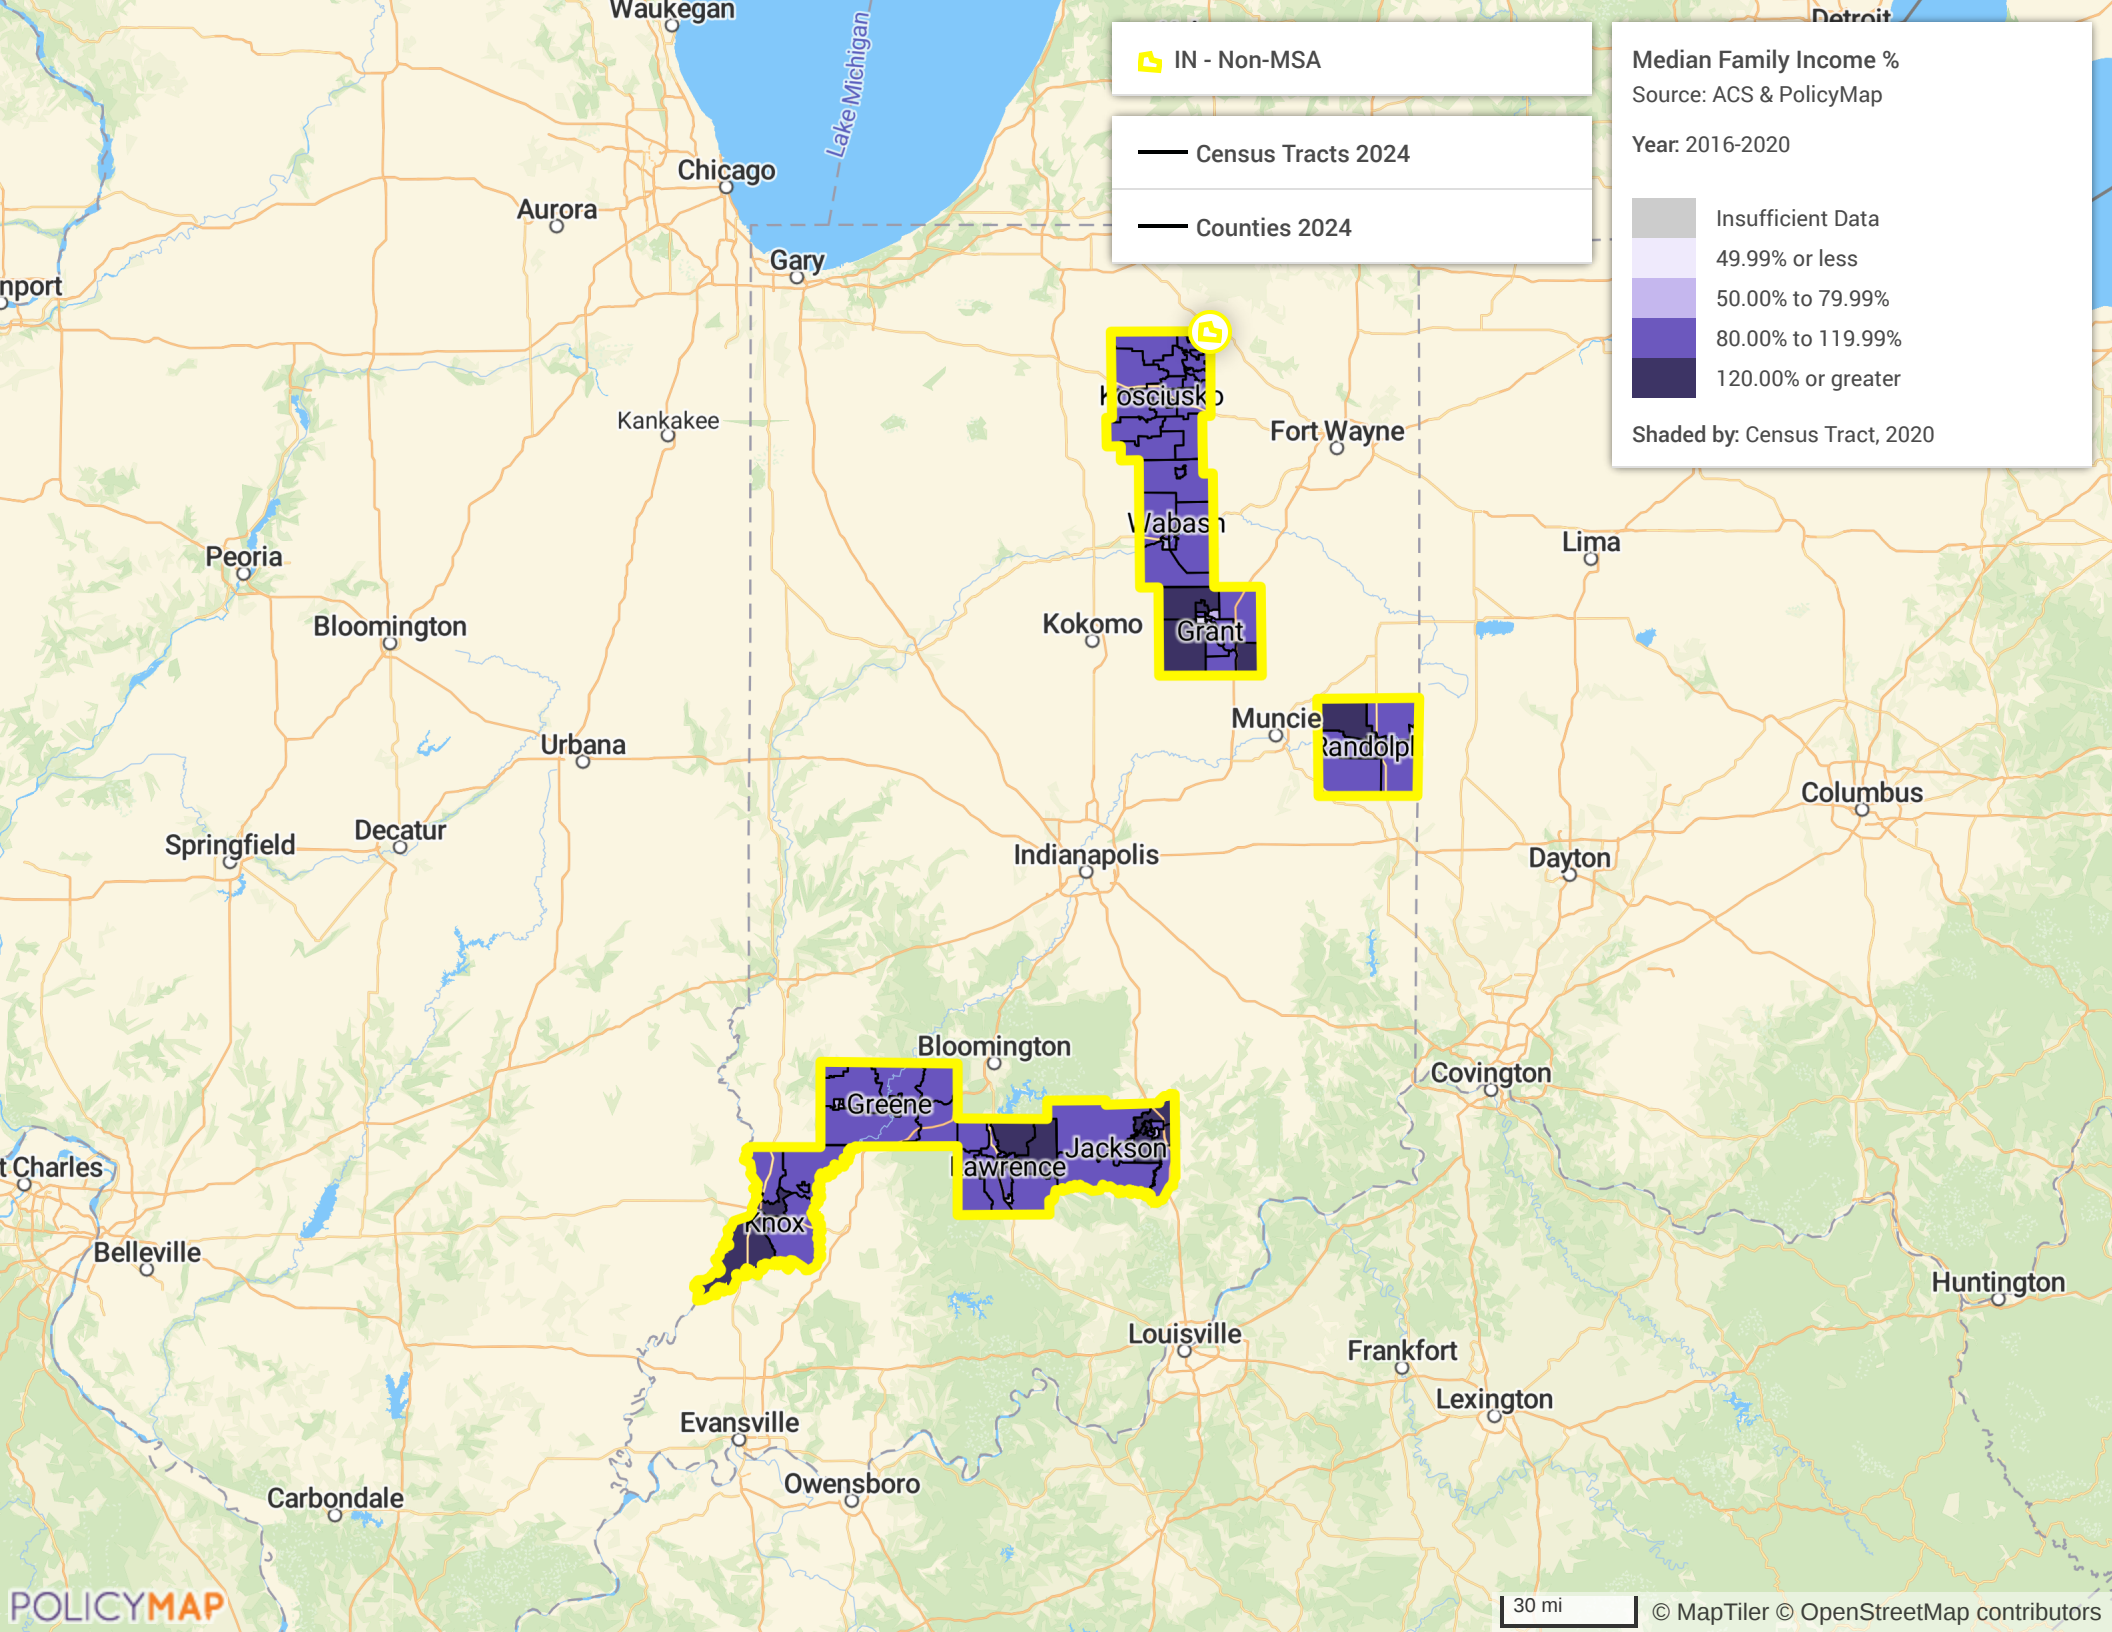 Waukegan
Detroit
Lake Michigan
IN - Non-MSA
Census Tracts 2024
Counties 2024
Median Family Income %
Source: ACS & PolicyMap
Year: 2016-2020
Insufficient Data
49.99% or less
50.00% to 79.99%
80.00% to 119.99%
120.00% or greater
Shaded by: Census Tract, 2020
Chicago
Aurora
Gary
nport
Kosciusko
Kankakee
Fort Wayne
Wabash
Lima
Peoria
Bloomington
Kokomo
Grant
Muncie
Randolph
Urbana
Columbus
Springfield
Decatur
Indianapolis
Dayton
Bloomington
Covington
Greene
Jackson
Lawrence
t Charles
Knox
Belleville
Huntington
Louisville
Frankfort
Lexington
Evansville
Owensboro
Carbondale
POLICYMAP
30 mi
© MapTiler © OpenStreetMap contributors